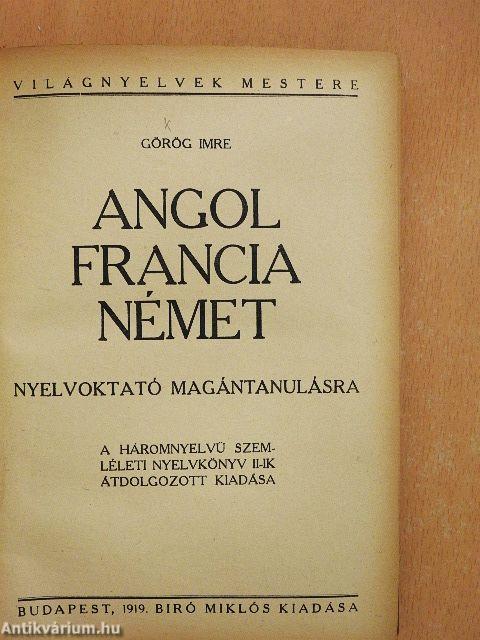 VILÁGNYELVEK MESTERE
GÖRÖG IMRE
ANGOL
FRANCIA
NÉMET
NYELVOKTATÓ MAGÁNTANULÁSRA
A HÁROMNYELVŰ SZEM-
LÉLETI NYELVKÖNYV II-IK
ÁTDOLGOZOTT KIADÁSA
BUDAPEST, 1919. BIRÓ MIKLÓS KIADÁSA
Antikvárium.hu